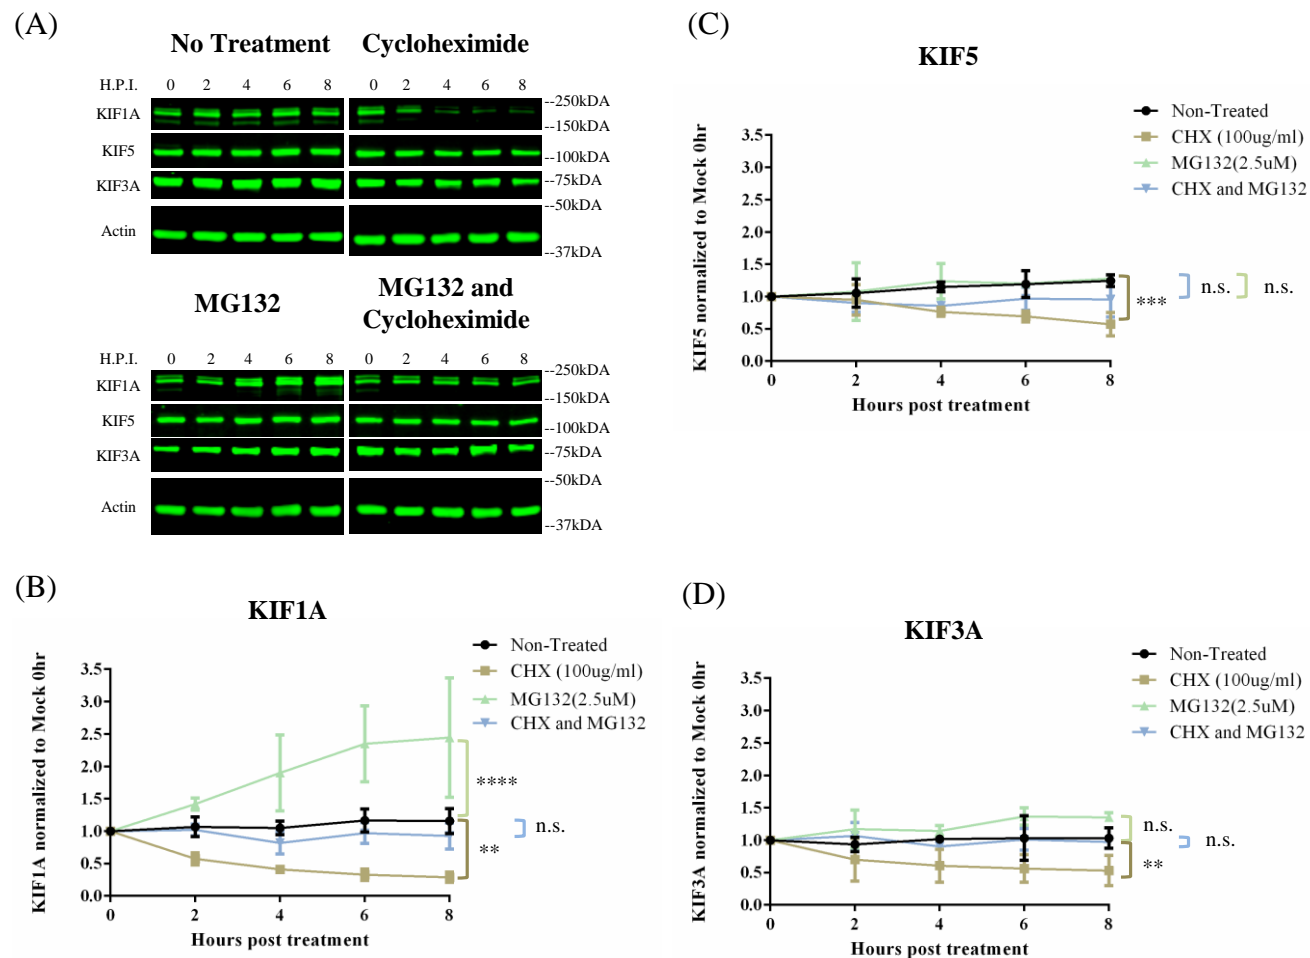 (A)
No Treatment Cycloheximide
H.P.I. 0 2 4 6 8 0 2 4 6 8
KIF1A --250kDA
--150kDA
KIF5 --100kDA
KIF3A --75kDA
--50kDA
Actin
--37kDA
MG132 MG132 and
Cycloheximide
H.P.I. 0 2 4 6 8 0 2 4 6 8
KIF1A --250kDA
--150kDA
KIF5 --100kDA
KIF3A --75kDA
--50kDA
Actin
--37kDA
(B)
KIF1A
Non-Treated
CHX (100ug/ml)
MG132(2.5uM)
CHX and MG132
KIF1A normalized to Mock 0hr
3.5
3.0
2.5
2.0
1.5
1.0
0.5
0.0
****
n.s.
**
0 2 4 6 8
Hours post treatment
(C)
KIF5
Non-Treated
CHX (100ug/ml)
MG132(2.5uM)
CHX and MG132
KIF5 normalized to Mock 0hr
3.5
3.0
2.5
2.0
1.5
1.0
0.5
0.0
*** n.s. n.s.
0 2 4 6 8
Hours post treatment
(D)
KIF3A
Non-Treated
CHX (100ug/ml)
MG132(2.5uM)
CHX and MG132
KIF3A normalized to Mock 0hr
3.5
3.0
2.5
2.0
1.5
1.0
0.5
0.0
n.s.
n.s.
**
0 2 4 6 8
Hours post treatment